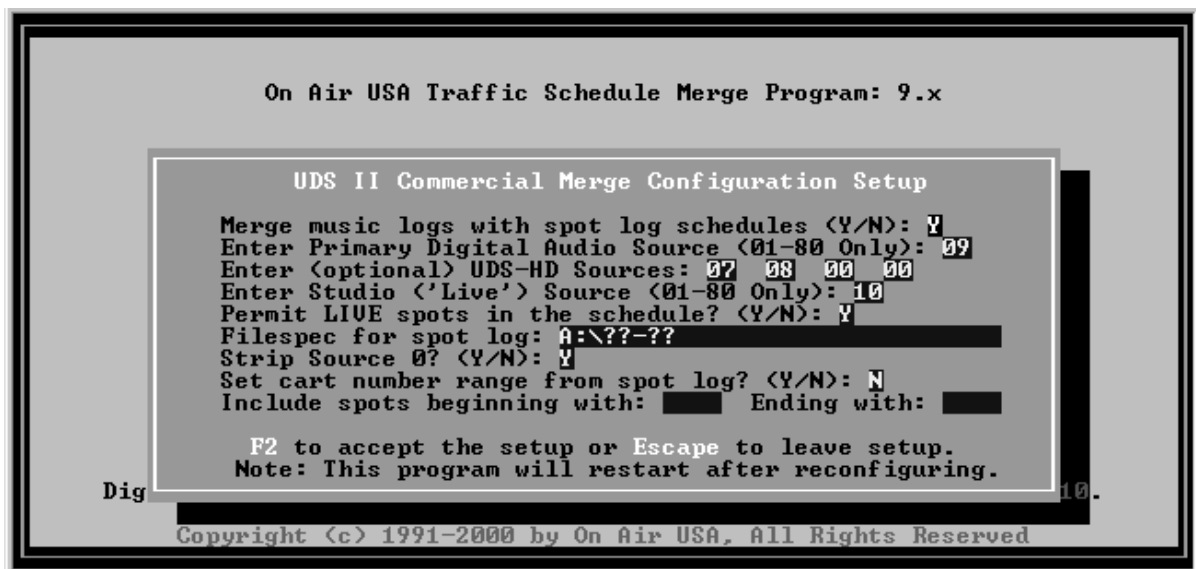 On Air USA Traffic Schedule Merge Program: 9.x
UDS II Commercial Merge Configuration Setup
Merge music logs with spot log schedules (Y/N): Y
Enter Primary Digital Audio Source (01-80 Only): 09
Enter (optional) UDS-HD Sources: 07 08 00 00
Enter Studio ('Live') Source (01-80 Only): 10
Permit LIVE spots in the schedule? (Y/N): Y
Filespec for spot log: A:\??-??
Strip Source 0? (Y/N): Y
Set cart number range from spot log? (Y/N): N
Include spots beginning with: Ending with:
F2 to accept the setup or Escape to leave setup.
Note: This program will restart after reconfiguring.
Dig 10.
Copyright (c) 1991-2000 by On Air USA, All Rights Reserved